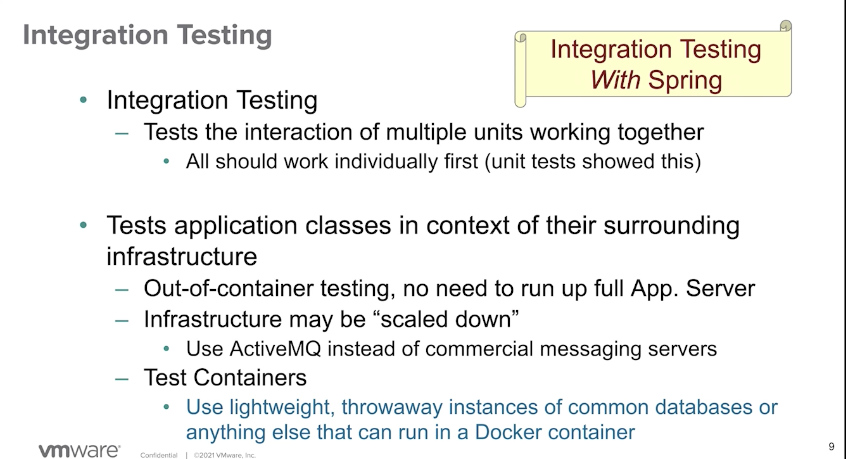 Integration Testing
Integration Testing
With Spring
• Integration Testing
– Tests the interaction of multiple units working together
• All should work individually first (unit tests showed this)
• Tests application classes in context of their surrounding
infrastructure
– Out-of-container testing, no need to run up full App. Server
– Infrastructure may be “scaled down”
• Use ActiveMQ instead of commercial messaging servers
– Test Containers
• Use lightweight, throwaway instances of common databases or
anything else that can run in a Docker container
vmware® Confidential | ©2021 VMware, Inc.
9